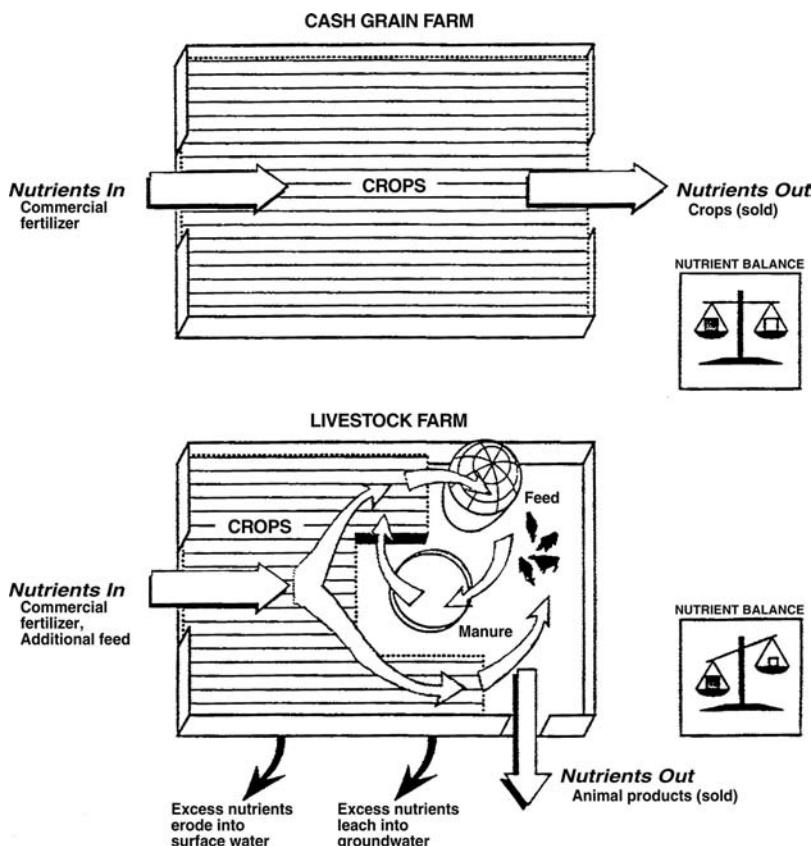 CASH GRAIN FARM
Nutrients In
Commercial
fertilizer
CROPS
Nutrients Out
Crops (sold)
NUTRIENT BALANCE
LIVESTOCK FARM
Feed
CROPS
Nutrients In
Commercial
fertilizer,
Additional feed
Manure
NUTRIENT BALANCE
Nutrients Out
Animal products (sold)
Excess nutrients
erode into
surface water
Excess nutrients
leach into
groundwater